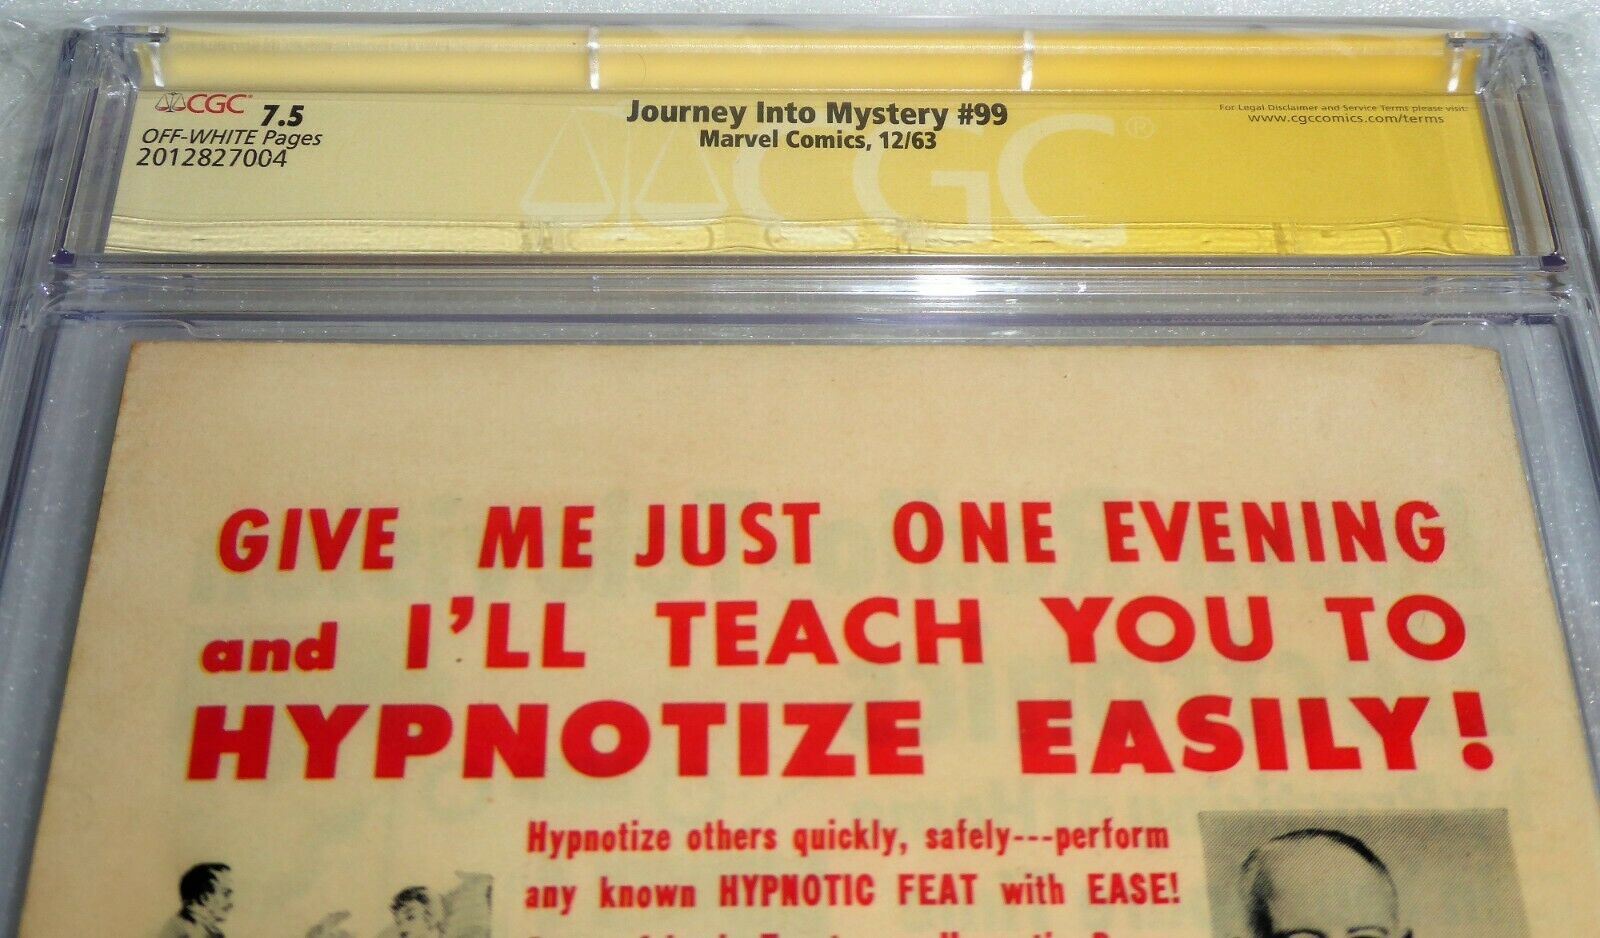 CGC 7.5
OFF-WHITE Pages
2012827004
Journey Into Mystery #99
Marvel Comics, 12/63
For Legal Disclaimer and Service Terms please visit:
www.cgccomics.com/terms
CGC®
GIVE ME JUST ONE EVENING
and I'LL TEACH YOU TO
HYPNOTIZE EASILY!
Hypnotize others quickly, safely---perform
any known HYPNOTIC FEAT with EASE!